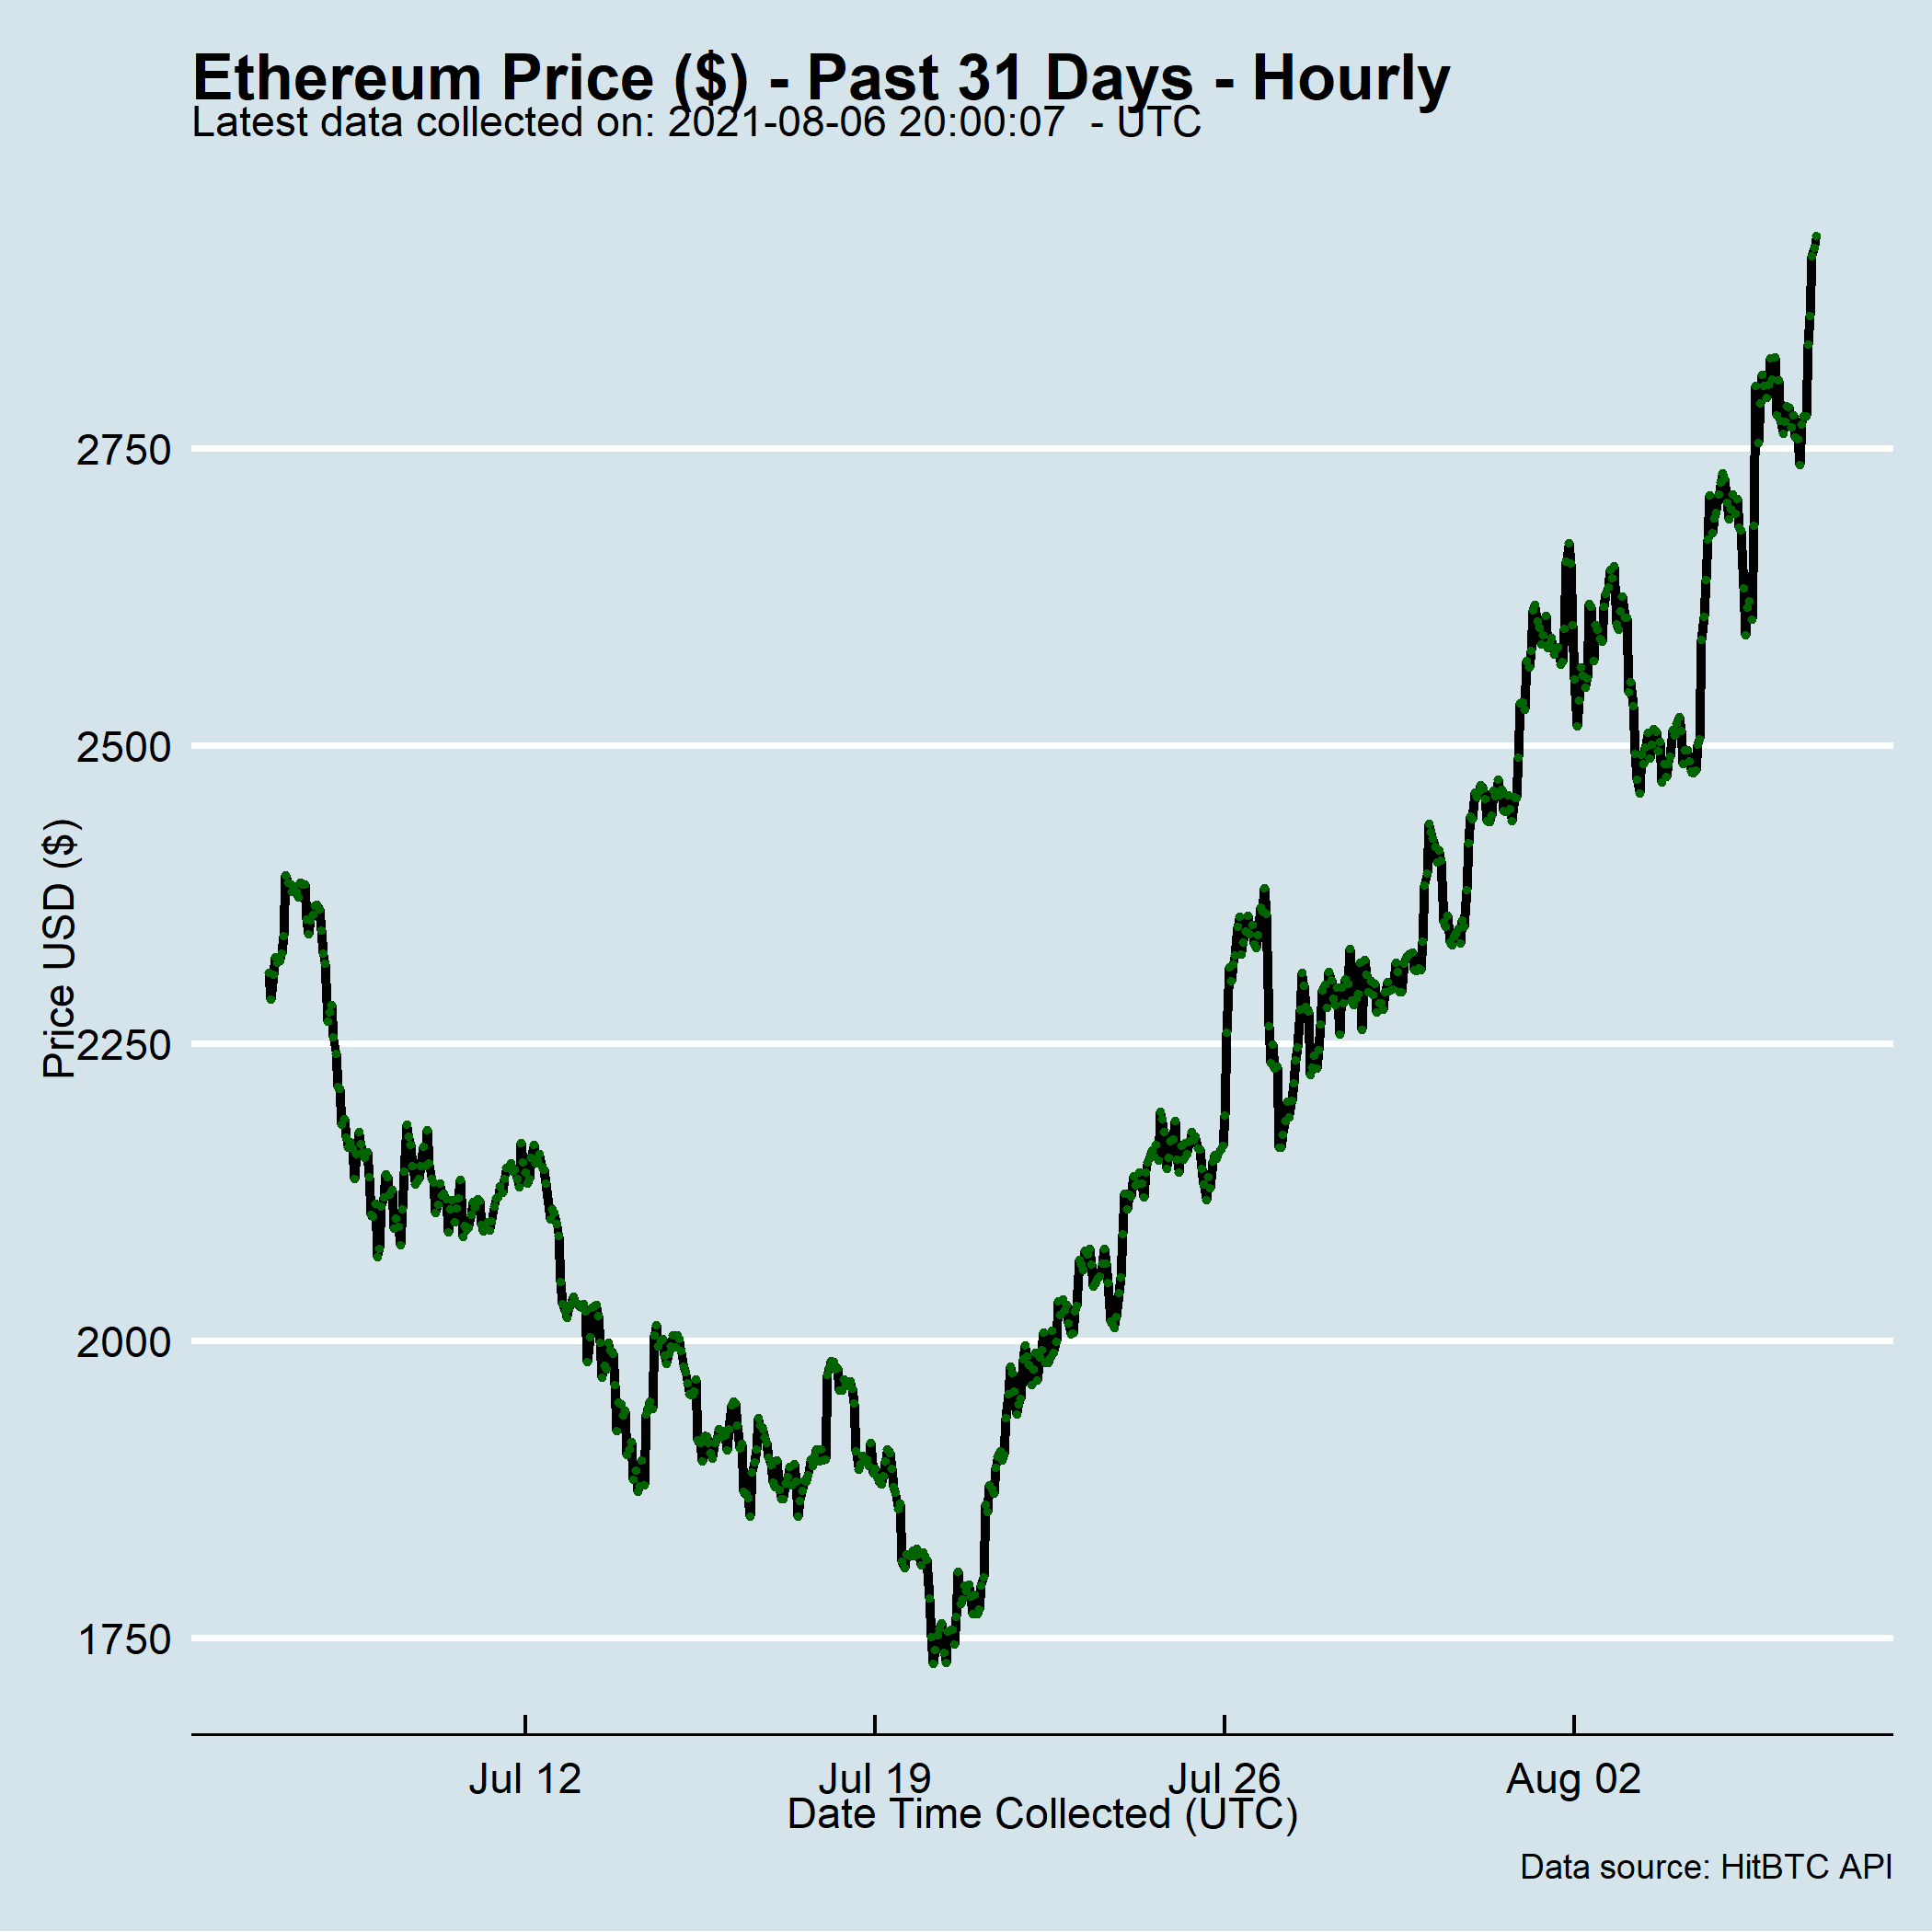 Ethereum Price ($) - Past 31 Days - Hourly
Latest data collected on: 2021-08-06 20:00:07  - UTC
Price USD ($)
2750
2500
2250
2000
1750
Jul 12
Jul 19
Jul 26
Aug 02
Date Time Collected (UTC)
Data source: HitBTC API